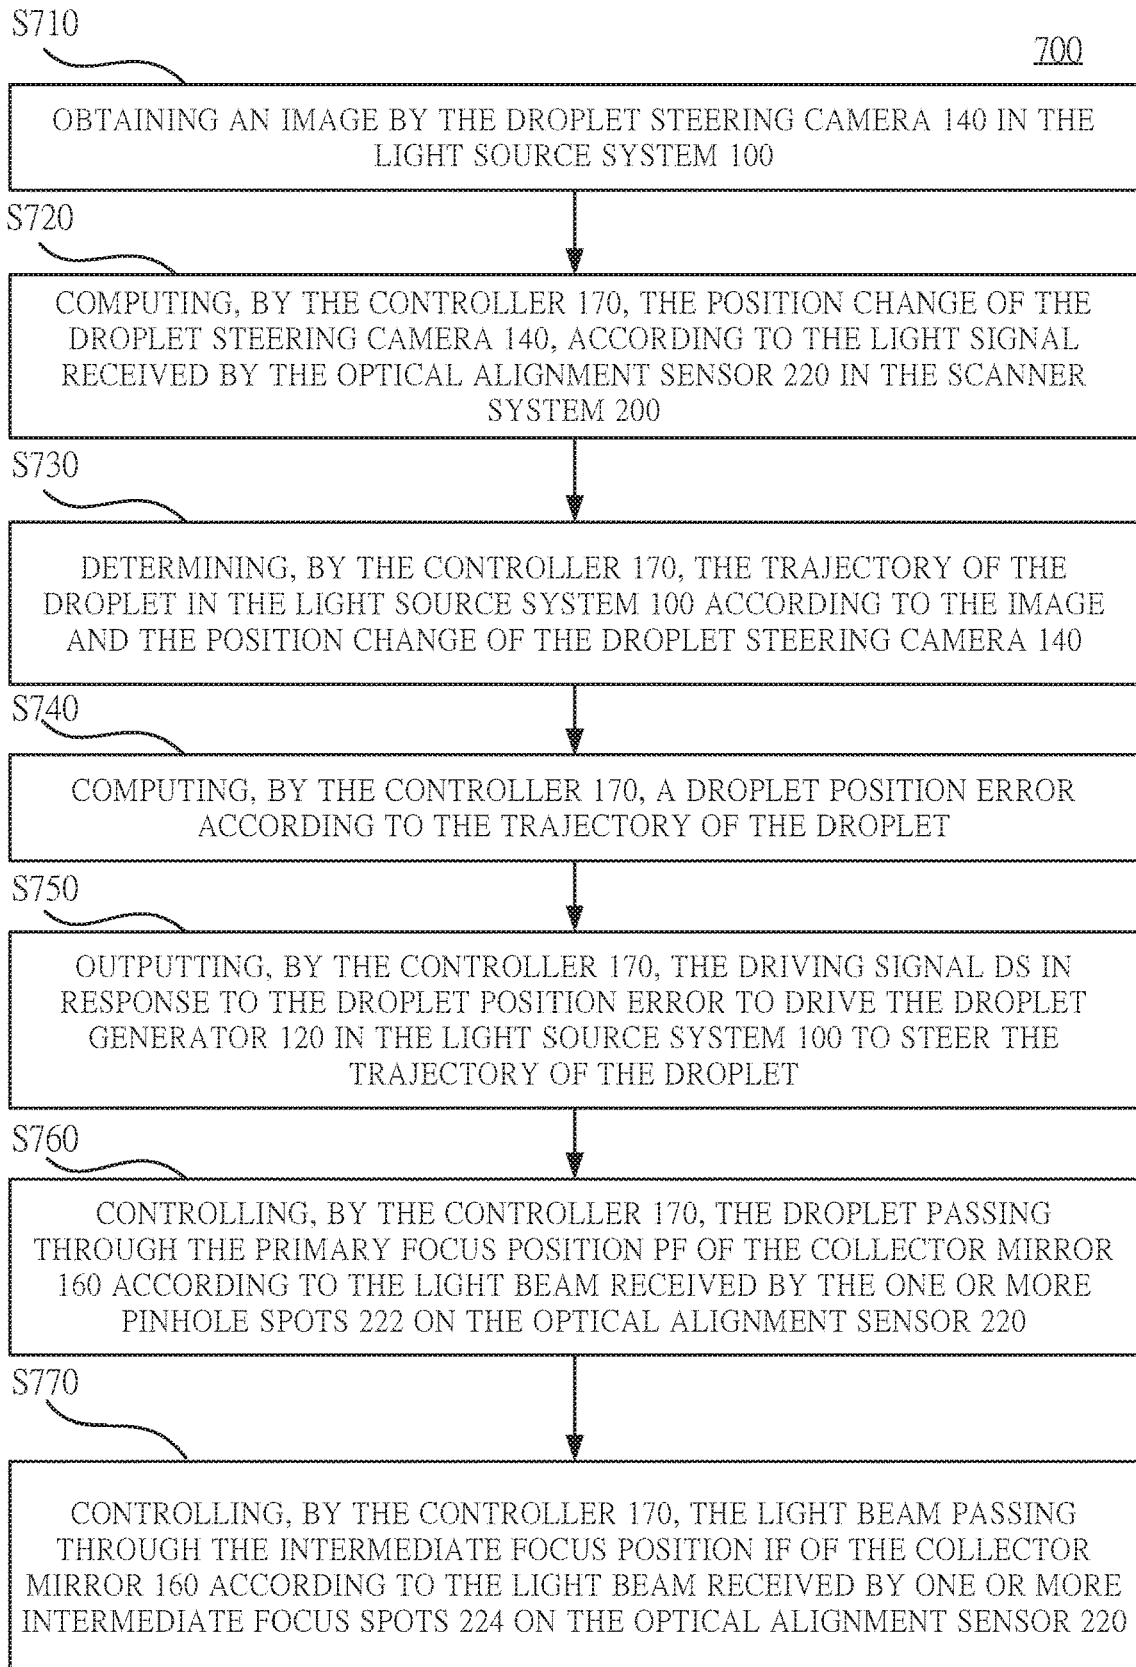 S710
700
OBTAINING AN IMAGE BY THE DROPLET STEERING CAMERA 140 IN THE
LIGHT SOURCE SYSTEM 100
S720
COMPUTING, BY THE CONTROLLER 170, THE POSITION CHANGE OF THE
DROPLET STEERING CAMERA 140, ACCORDING TO THE LIGHT SIGNAL
RECEIVED BY THE OPTICAL ALIGNMENT SENSOR 220 IN THE SCANNER
SYSTEM 200
S730
DETERMINING, BY THE CONTROLLER 170, THE TRAJECTORY OF THE
DROPLET IN THE LIGHT SOURCE SYSTEM 100 ACCORDING TO THE IMAGE
AND THE POSITION CHANGE OF THE DROPLET STEERING CAMERA 140
S740
COMPUTING, BY THE CONTROLLER 170, A DROPLET POSITION ERROR
ACCORDING TO THE TRAJECTORY OF THE DROPLET
S750
OUTPUTTING, BY THE CONTROLLER 170, THE DRIVING SIGNAL DS IN
RESPONSE TO THE DROPLET POSITION ERROR TO DRIVE THE DROPLET
GENERATOR 120 IN THE LIGHT SOURCE SYSTEM 100 TO STEER THE
TRAJECTORY OF THE DROPLET
S760
CONTROLLING, BY THE CONTROLLER 170, THE DROPLET PASSING
THROUGH THE PRIMARY FOCUS POSITION PF OF THE COLLECTOR MIRROR
160 ACCORDING TO THE LIGHT BEAM RECEIVED BY THE ONE OR MORE
PINHOLE SPOTS 222 ON THE OPTICAL ALIGNMENT SENSOR 220
S770
CONTROLLING, BY THE CONTROLLER 170, THE LIGHT BEAM PASSING
THROUGH THE INTERMEDIATE FOCUS POSITION IF OF THE COLLECTOR
MIRROR 160 ACCORDING TO THE LIGHT BEAM RECEIVED BY ONE OR MORE
INTERMEDIATE FOCUS SPOTS 224 ON THE OPTICAL ALIGNMENT SENSOR 220